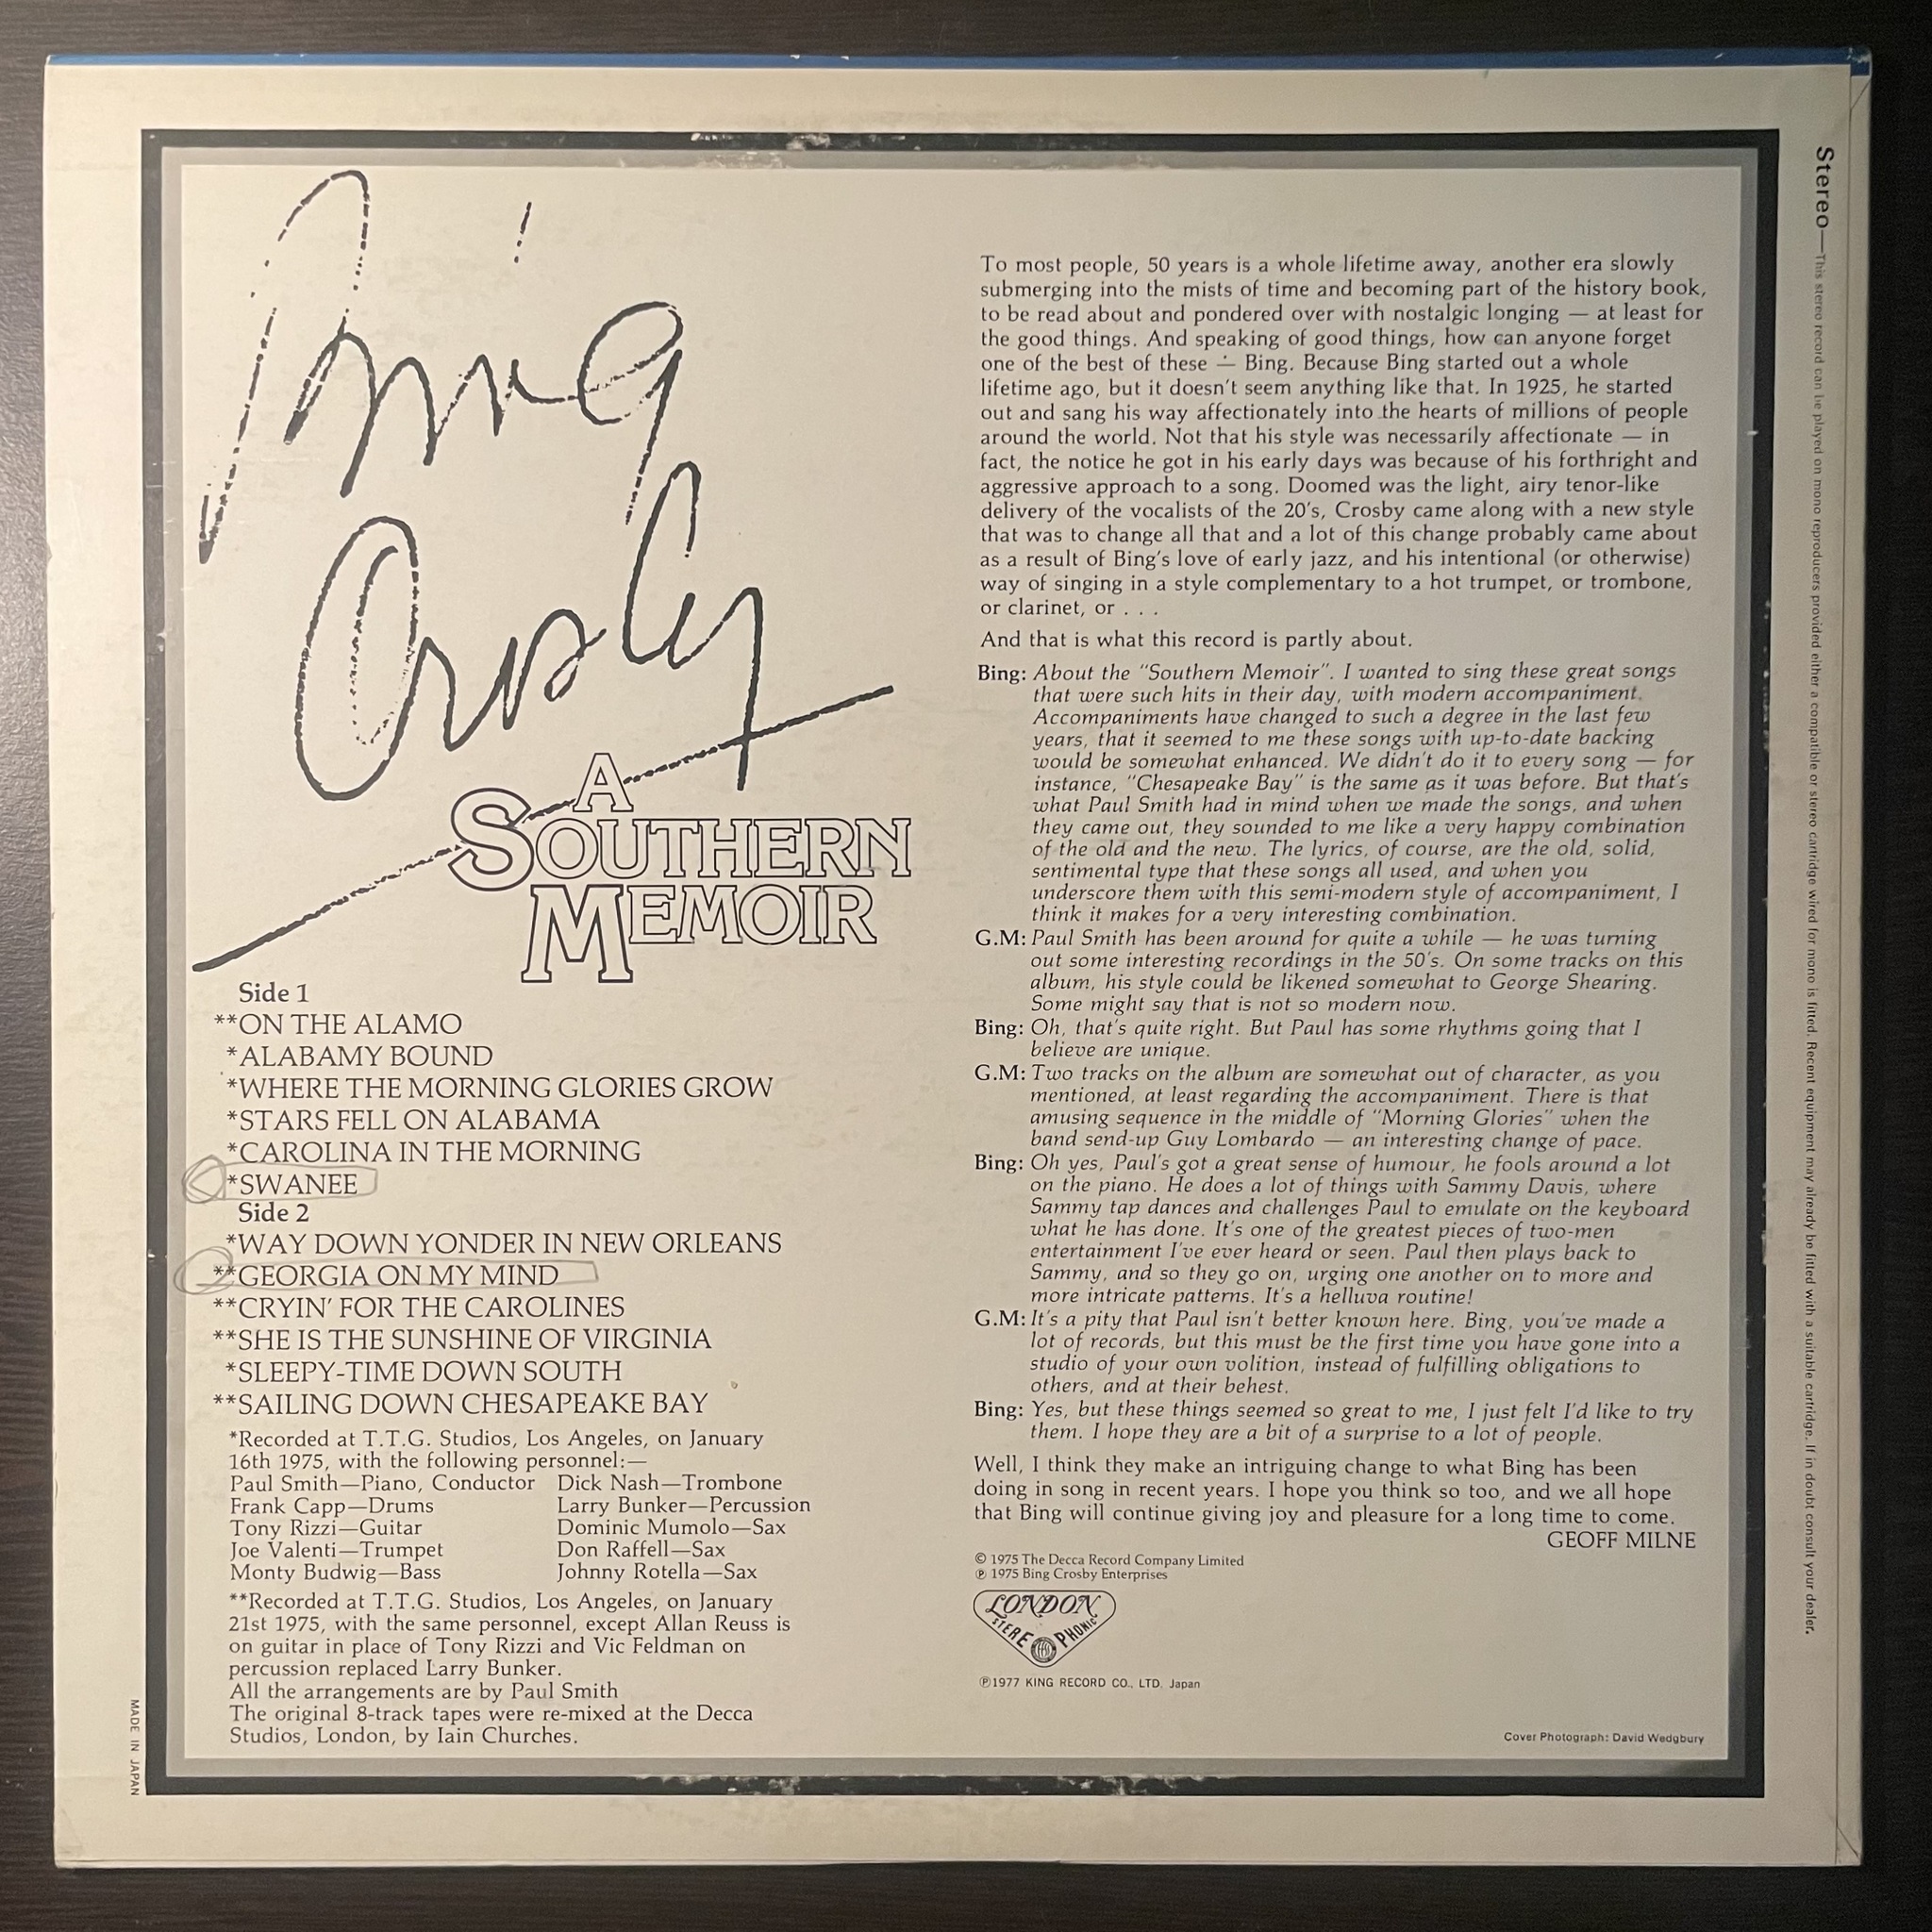 Bing
Crosby
A
SOUTHERN
MEMOIR
Side 1
**ON THE ALAMO
*ALABAMY BOUND
*WHERE THE MORNING GLORIES GROW
*STARS FELL ON ALABAMA
*CAROLINA IN THE MORNING
*SWANEE
Side 2
*WAY DOWN YONDER IN NEW ORLEANS
**GEORGIA ON MY MIND
**CRYIN' FOR THE CAROLINES
**SHE IS THE SUNSHINE OF VIRGINIA
*SLEEPY-TIME DOWN SOUTH
**SAILING DOWN CHESAPEAKE BAY
*Recorded at T.T.G. Studios, Los Angeles, on January
16th 1975, with the following personnel:—
Paul Smith—Piano, Conductor Dick Nash—Trombone
Frank Capp—Drums Larry Bunker—Percussion
Tony Rizzi—Guitar Dominic Mumolo—Sax
Joe Valenti—Trumpet Don Raffell—Sax
Monty Budwig—Bass Johnny Rotella—Sax
**Recorded at T.T.G. Studios, Los Angeles, on January
21st 1975, with the same personnel, except Allan Reuss is
on guitar in place of Tony Rizzi and Vic Feldman on
percussion replaced Larry Bunker.
All the arrangements are by Paul Smith
The original 8-track tapes were re-mixed at the Decca
Studios, London, by Iain Churches.
To most people, 50 years is a whole lifetime away, another era slowly
submerging into the mists of time and becoming part of the history book,
to be read about and pondered over with nostalgic longing — at least for
the good things. And speaking of good things, how can anyone forget
one of the best of these — Bing. Because Bing started out a whole
lifetime ago, but it doesn't seem anything like that. In 1925, he started
out and sang his way affectionately into the hearts of millions of people
around the world. Not that his style was necessarily affectionate — in
fact, the notice he got in his early days was because of his forthright and
aggressive approach to a song. Doomed was the light, airy tenor-like
delivery of the vocalists of the 20's, Crosby came along with a new style
that was to change all that and a lot of this change probably came about
as a result of Bing's love of early jazz, and his intentional (or otherwise)
way of singing in a style complementary to a hot trumpet, or trombone,
or clarinet, or . . .
And that is what this record is partly about.
Bing: About the "Southern Memoir". I wanted to sing these great songs
that were such hits in their day, with modern accompaniment.
Accompaniments have changed to such a degree in the last few
years, that it seemed to me these songs with up-to-date backing
would be somewhat enhanced. We didn't do it to every song — for
instance, "Chesapeake Bay" is the same as it was before. But that's
what Paul Smith had in mind when we made the songs, and when
they came out, they sounded to me like a very happy combination
of the old and the new. The lyrics, of course, are the old, solid,
sentimental type that these songs all used, and when you
underscore them with this semi-modern style of accompaniment, I
think it makes for a very interesting combination.
G.M: Paul Smith has been around for quite a while — he was turning
out some interesting recordings in the 50's. On some tracks on this
album, his style could be likened somewhat to George Shearing.
Some might say that is not so modern now.
Bing: Oh, that's quite right. But Paul has some rhythms going that I
believe are unique.
G.M: Two tracks on the album are somewhat out of character, as you
mentioned, at least regarding the accompaniment. There is that
amusing sequence in the middle of "Morning Glories" when the
band send-up Guy Lombardo — an interesting change of pace.
Bing: Oh yes, Paul's got a great sense of humour, he fools around a lot
on the piano. He does a lot of things with Sammy Davis, where
Sammy tap dances and challenges Paul to emulate on the keyboard
what he has done. It's one of the greatest pieces of two-men
entertainment I've ever heard or seen. Paul then plays back to
Sammy, and so they go on, urging one another on to more and
more intricate patterns. It's a helluva routine!
G.M: It's a pity that Paul isn't better known here. Bing, you've made a
lot of records, but this must be the first time you have gone into a
studio of your own volition, instead of fulfilling obligations to
others, and at their behest.
Bing: Yes, but these things seemed so great to me, I just felt I'd like to try
them. I hope they are a bit of a surprise to a lot of people.
Well, I think they make an intriguing change to what Bing has been
doing in song in recent years. I hope you think so too, and we all hope
that Bing will continue giving joy and pleasure for a long time to come.
GEOFF MILNE
© 1975 The Decca Record Company Limited
℗ 1975 Bing Crosby Enterprises
LONDON
STEREOPHONIC
ffss
℗1977 KING RECORD CO., LTD. Japan
Cover Photograph: David Wedgbury
MADE IN JAPAN
Stereo—This stereo record can be played on mono reproducers provided either a compatible or stereo cartridge wired for mono is fitted. Recent equipment may already be fitted with a suitable cartridge. If in doubt consult your dealer.